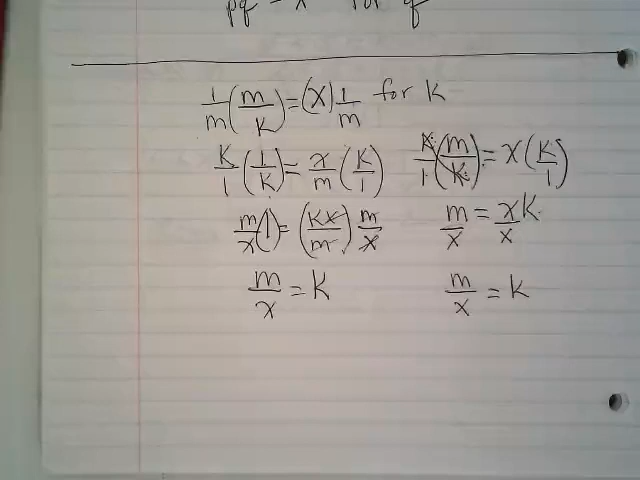 pq = x for q
1/m (m/k) = (x) 1/m for k
k/1 (1/k) = x/m (k/1)   k/1 (m/k) = x (k/1)
m/x (1) = (kx/m) m/x   m/x = xk/x
m/x = k   m/x = k